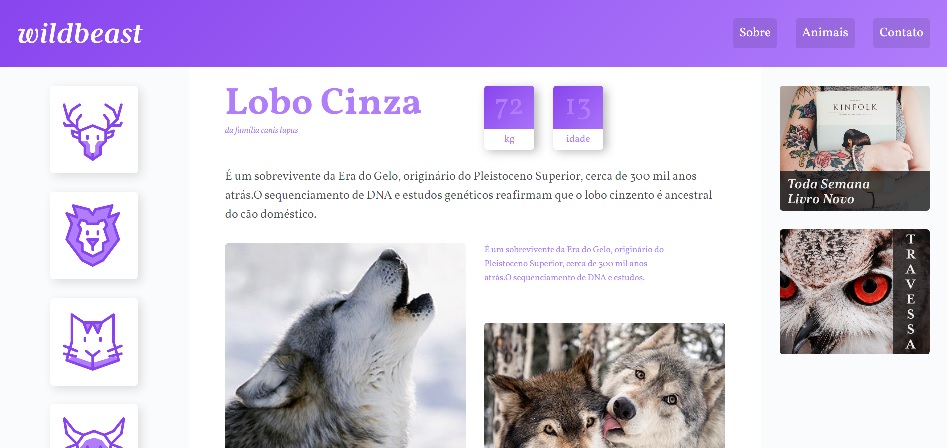 wildbeast
Sobre
Animais
Contato
Lobo Cinza
da família canis lupus
72
kg
13
idade
É um sobrevivente da Era do Gelo, originário do Pleistoceno Superior, cerca de 300 mil anos
atrás.O sequenciamento de DNA e estudos genéticos reafirmam que o lobo cinzento é ancestral
do cão doméstico.
É um sobrevivente da Era do Gelo, originário do
Pleistoceno Superior, cerca de 300 mil anos
atrás.O sequenciamento de DNA e estudos.
KINFOLK
Toda Semana
Livro Novo
TRAVESSA